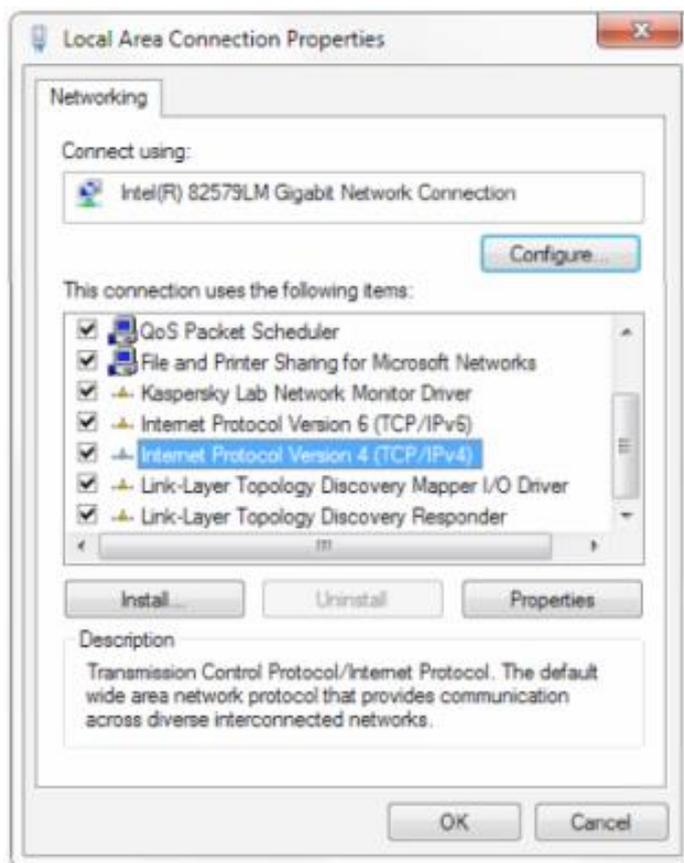 Local Area Connection Properties
Networking
Connect using:
Intel(R) 82579LM Gigabit Network Connection
Configure...
This connection uses the following items:
QoS Packet Scheduler
File and Printer Sharing for Microsoft Networks
Kaspersky Lab Network Monitor Driver
Internet Protocol Version 6 (TCP/IPv6)
Internet Protocol Version 4 (TCP/IPv4)
Link-Layer Topology Discovery Mapper I/O Driver
Link-Layer Topology Discovery Responder
Install... Uninstall Properties
Description
Transmission Control Protocol/Internet Protocol. The default
wide area network protocol that provides communication
across diverse interconnected networks.
OK Cancel